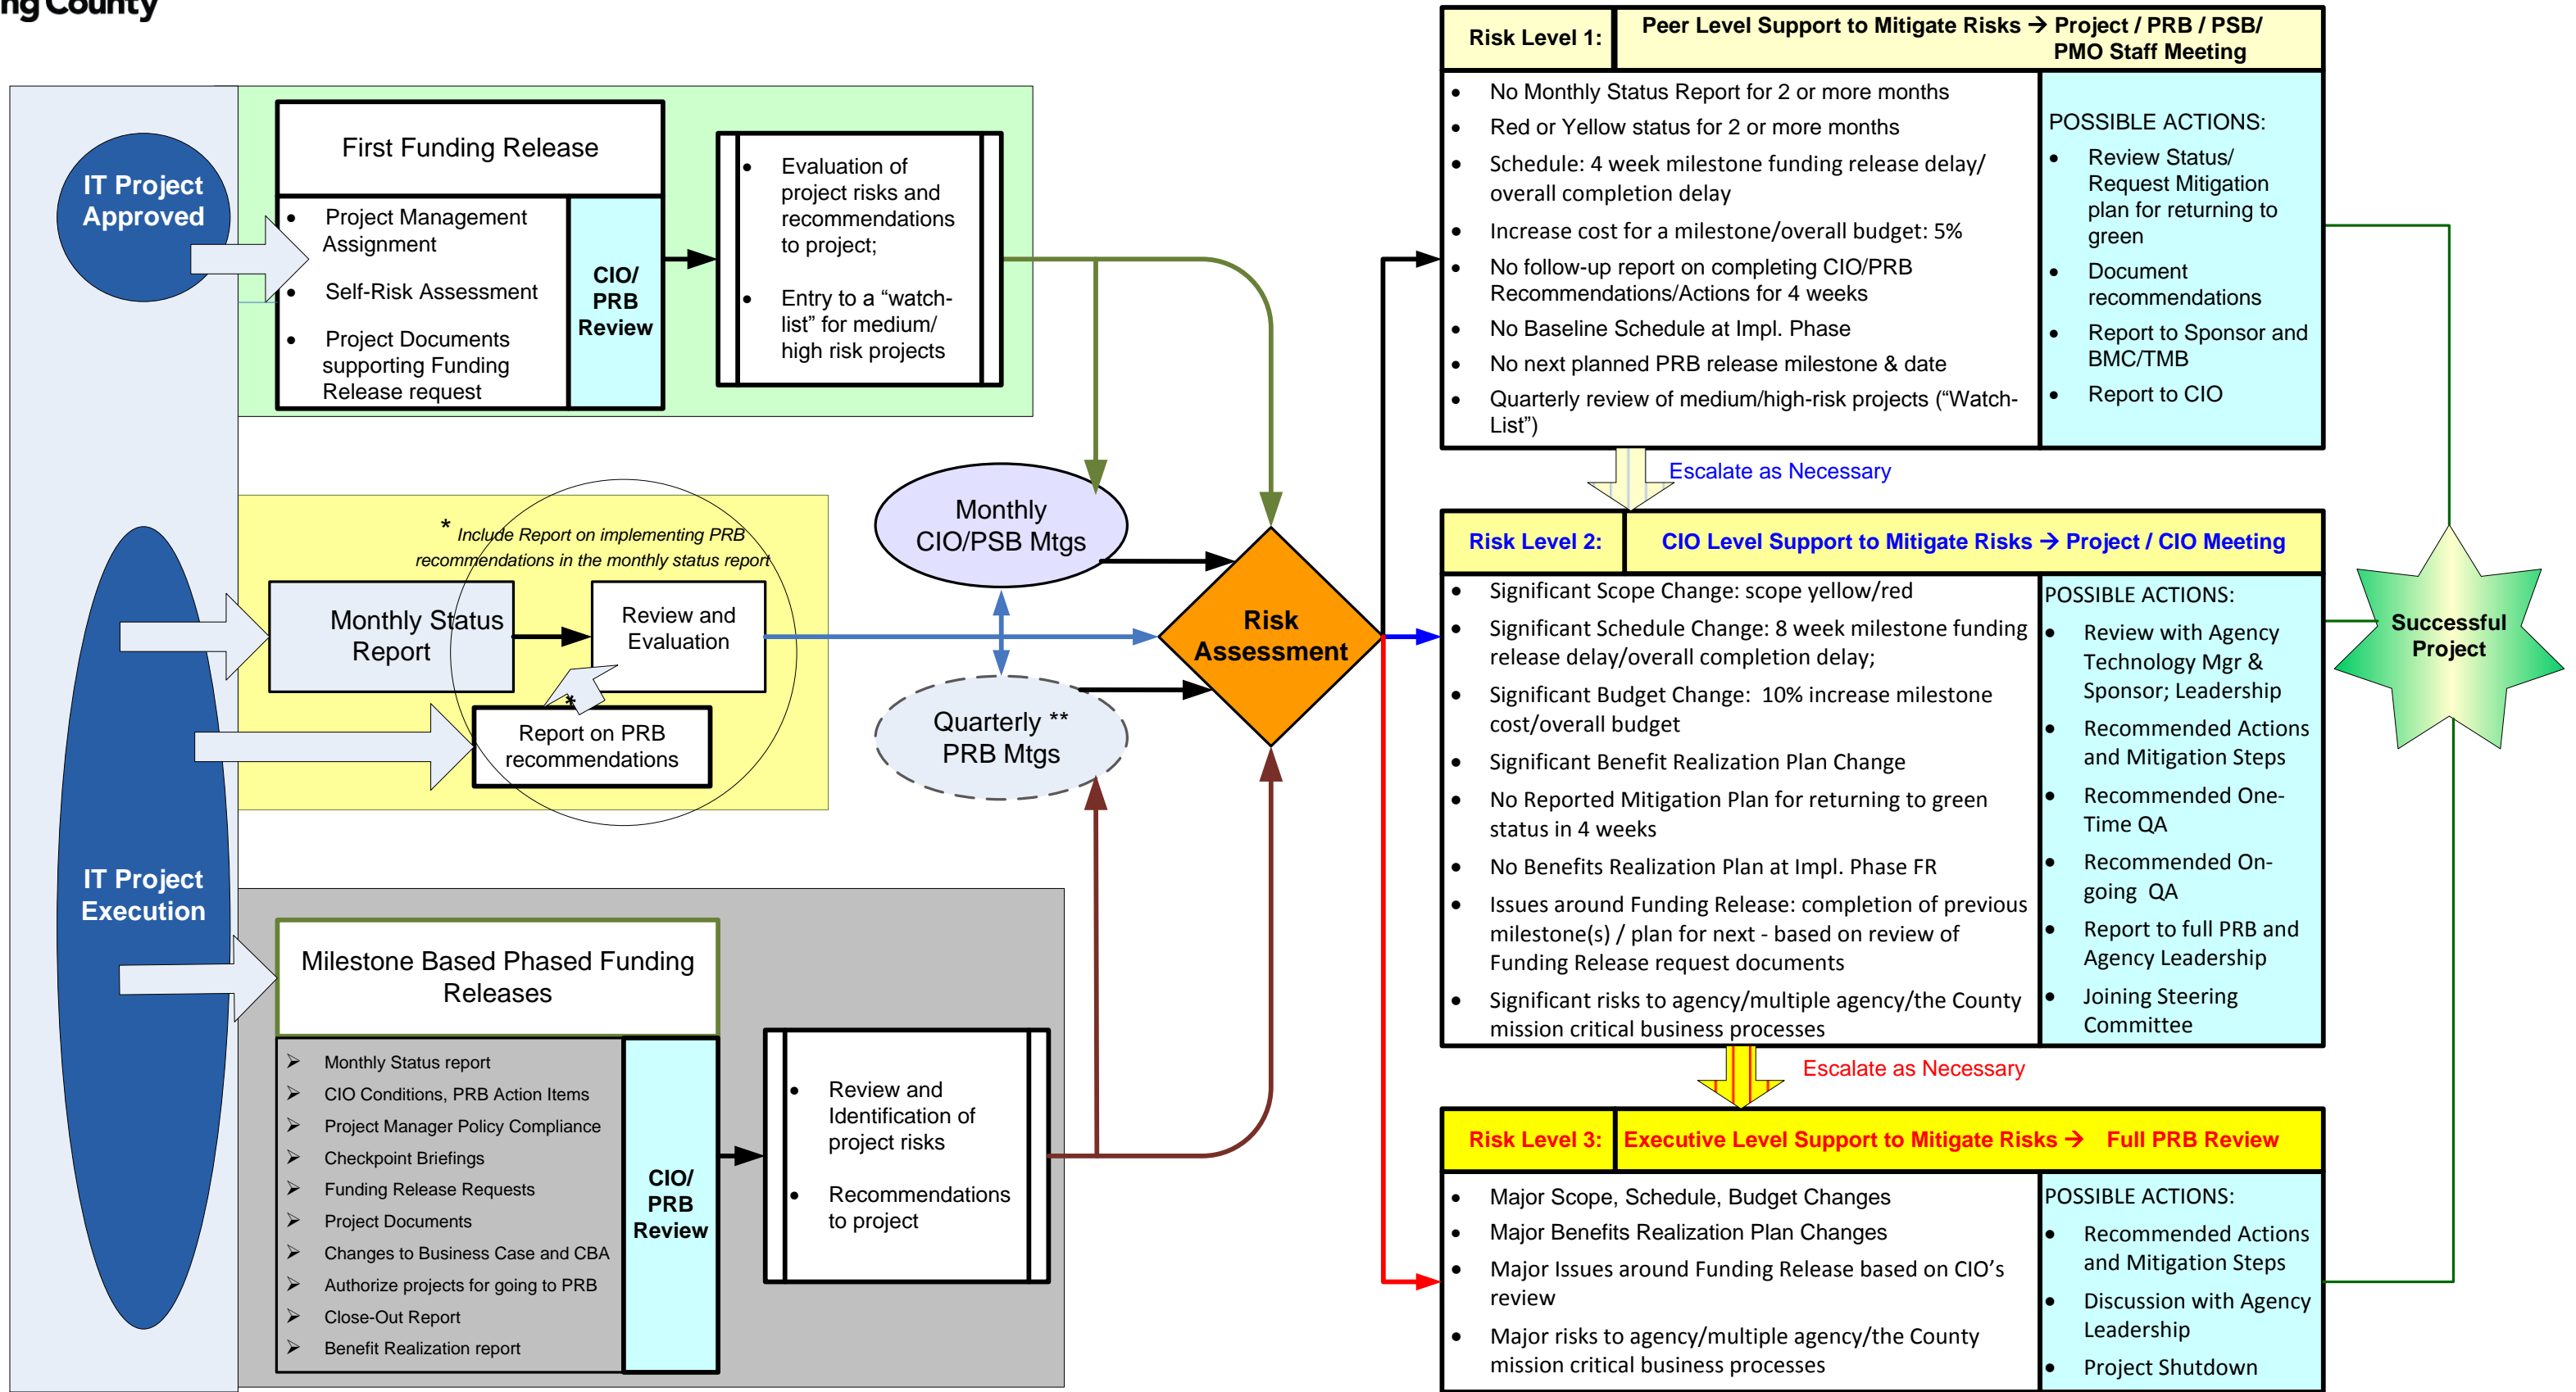 ng County
IT Project
Approved
First Funding Release
• Project Management
Assignment
• Self-Risk Assessment
• Project Documents
supporting Funding
Release request
CIO/
PRB
Review
• Evaluation of
project risks and
recommendations
to project;
• Entry to a “watch-
list” for medium/
high risk projects
* Include Report on implementing PRB
recommendations in the monthly status report
Monthly Status
Report
Review and
Evaluation
*
Report on PRB
recommendations
IT Project
Execution
Milestone Based Phased Funding
Releases
➢ Monthly Status report
➢ CIO Conditions, PRB Action Items
➢ Project Manager Policy Compliance
➢ Checkpoint Briefings
➢ Funding Release Requests
➢ Project Documents
➢ Changes to Business Case and CBA
➢ Authorize projects for going to PRB
➢ Close-Out Report
➢ Benefit Realization report
CIO/
PRB
Review
• Review and
Identification of
project risks
• Recommendations
to project
Monthly
CIO/PSB Mtgs
Quarterly **
PRB Mtgs
Risk
Assessment
Risk Level 1:
Peer Level Support to Mitigate Risks → Project / PRB / PSB/
PMO Staff Meeting
• No Monthly Status Report for 2 or more months
• Red or Yellow status for 2 or more months
• Schedule: 4 week milestone funding release delay/
overall completion delay
• Increase cost for a milestone/overall budget: 5%
• No follow-up report on completing CIO/PRB
Recommendations/Actions for 4 weeks
• No Baseline Schedule at Impl. Phase
• No next planned PRB release milestone & date
• Quarterly review of medium/high-risk projects (“Watch-
List”)
POSSIBLE ACTIONS:
• Review Status/
Request Mitigation
plan for returning to
green
• Document
recommendations
• Report to Sponsor and
BMC/TMB
• Report to CIO
Escalate as Necessary
Risk Level 2:
CIO Level Support to Mitigate Risks → Project / CIO Meeting
• Significant Scope Change: scope yellow/red
• Significant Schedule Change: 8 week milestone funding
release delay/overall completion delay;
• Significant Budget Change: 10% increase milestone
cost/overall budget
• Significant Benefit Realization Plan Change
• No Reported Mitigation Plan for returning to green
status in 4 weeks
• No Benefits Realization Plan at Impl. Phase FR
• Issues around Funding Release: completion of previous
milestone(s) / plan for next - based on review of
Funding Release request documents
• Significant risks to agency/multiple agency/the County
mission critical business processes
POSSIBLE ACTIONS:
• Review with Agency
Technology Mgr &
Sponsor; Leadership
• Recommended Actions
and Mitigation Steps
• Recommended One-
Time QA
• Recommended On-
going QA
• Report to full PRB and
Agency Leadership
• Joining Steering
Committee
Escalate as Necessary
Risk Level 3:
Executive Level Support to Mitigate Risks → Full PRB Review
• Major Scope, Schedule, Budget Changes
• Major Benefits Realization Plan Changes
• Major Issues around Funding Release based on CIO’s
review
• Major risks to agency/multiple agency/the County
mission critical business processes
POSSIBLE ACTIONS:
• Recommended Actions
and Mitigation Steps
• Discussion with Agency
Leadership
• Project Shutdown
Successful
Project